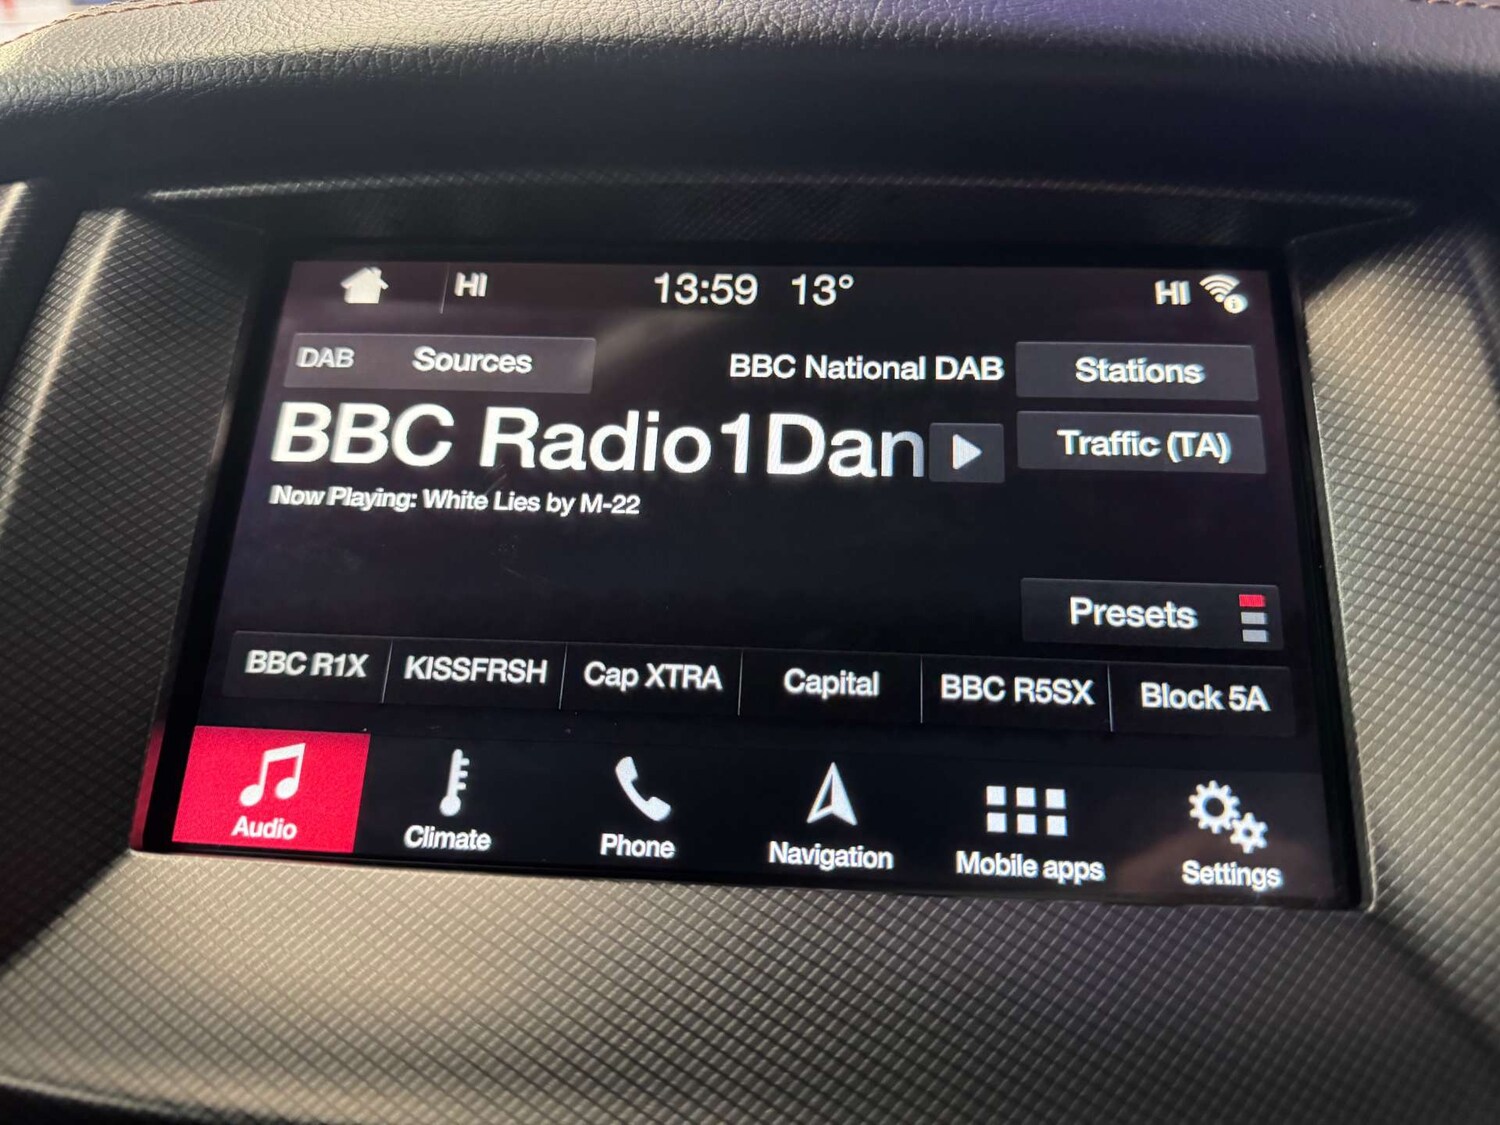 HI 13:59 13° HI
DAB Sources BBC National DAB Stations
BBC Radio1Dan Traffic (TA)
Now Playing: White Lies by M-22
Presets
BBC R1X KISSFRSH Cap XTRA Capital BBC R5SX Block 5A
Audio Climate Phone Navigation Mobile apps Settings